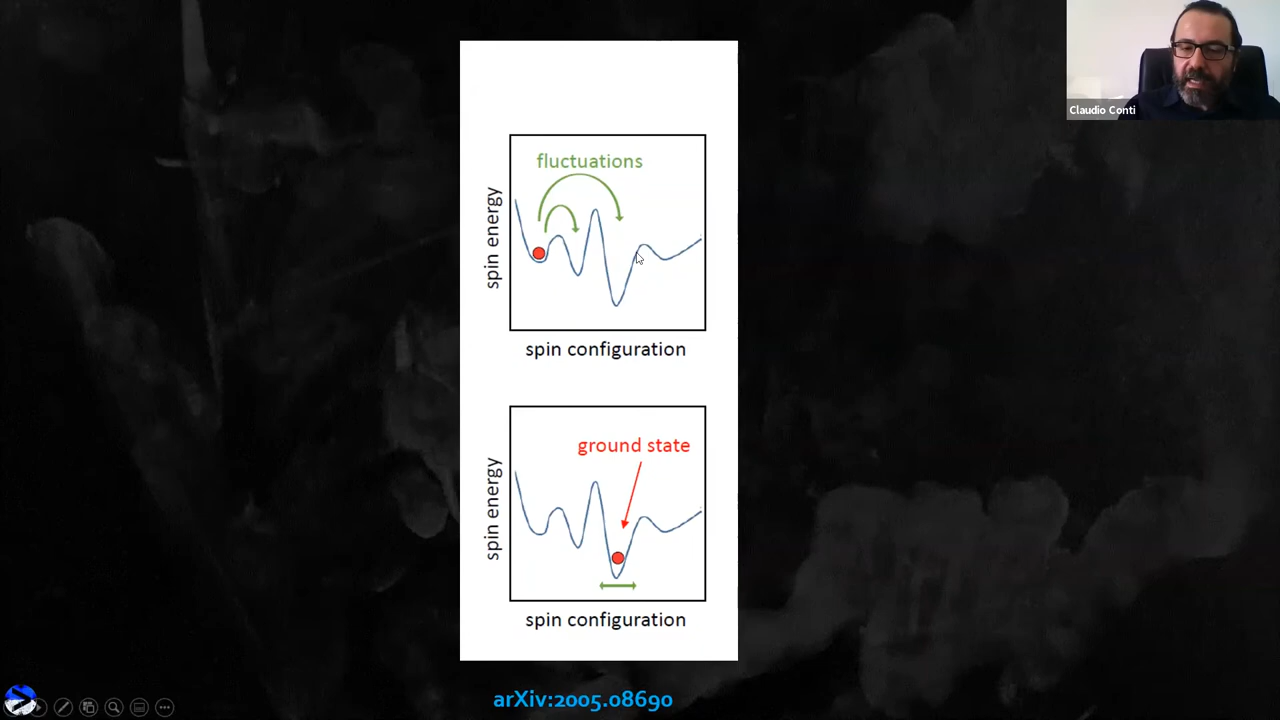 Claudio Conti
fluctuations
spin energy
spin configuration
ground state
spin energy
spin configuration
arXiv:2005.08690